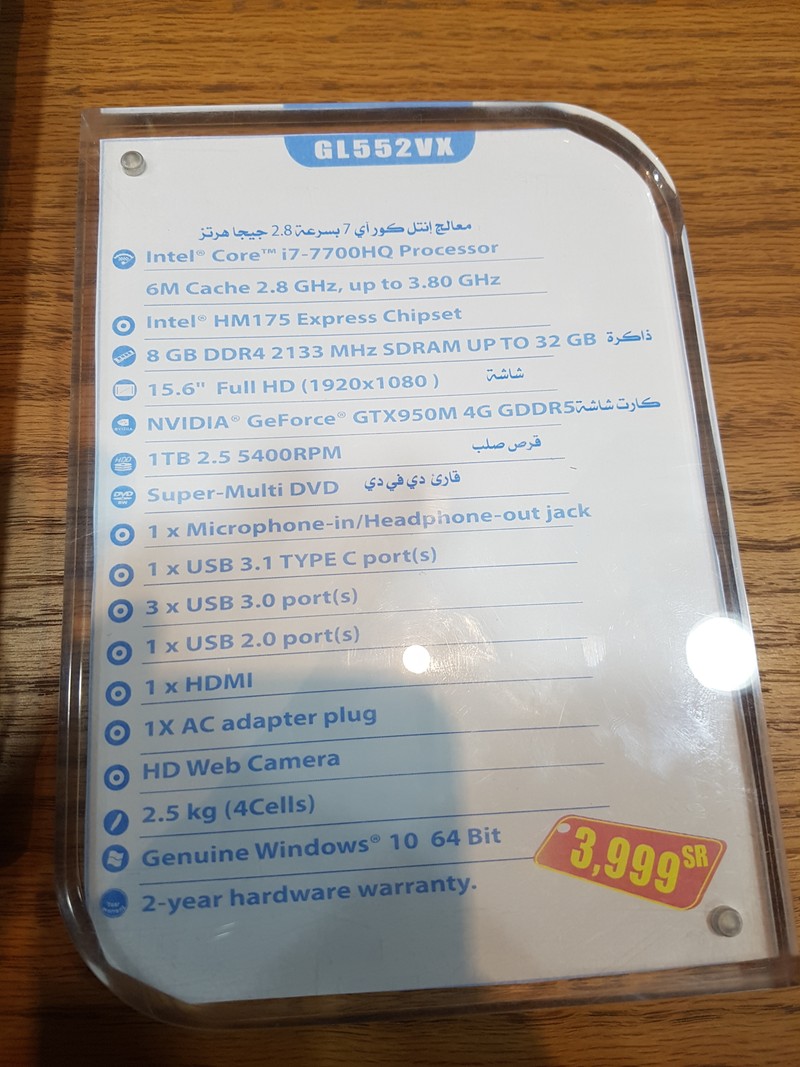 GL552VX
معالج إنتل كور أي 7 بسرعة 2.8 جيجا هرتز
Intel® Core™ i7-7700HQ Processor
6M Cache 2.8 GHz, up to 3.80 GHz
Intel® HM175 Express Chipset
8 GB DDR4 2133 MHz SDRAM UP TO 32 GB ذاكرة
15.6" Full HD (1920x1080 ) شاشة
NVIDIA® GeForce® GTX950M 4G GDDR5 كارت شاشة
HDD 1TB 2.5 5400RPM قرص صلب
DVD Super-Multi DVD قارئ دي في دي
1 x Microphone-in/Headphone-out jack
1 x USB 3.1 TYPE C port(s)
3 x USB 3.0 port(s)
1 x USB 2.0 port(s)
1 x HDMI
1X AC adapter plug
HD Web Camera
2.5 kg (4Cells)
Genuine Windows® 10 64 Bit
2-year hardware warranty.
3,999 SR